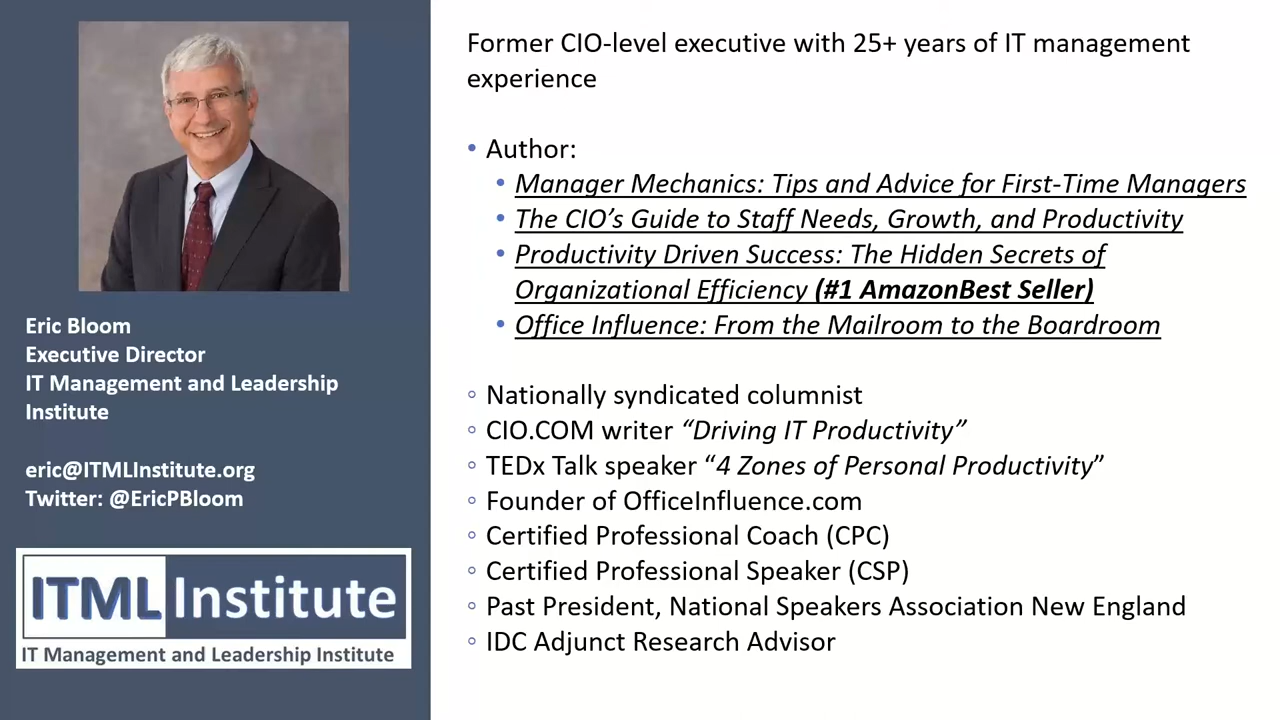 Eric Bloom
Executive Director
IT Management and Leadership
Institute
eric@ITMLInstitute.org
Twitter: @EricPBloom
ITML Institute
IT Management and Leadership Institute
Former CIO-level executive with 25+ years of IT management
experience
• Author:
• Manager Mechanics: Tips and Advice for First-Time Managers
• The CIO’s Guide to Staff Needs, Growth, and Productivity
• Productivity Driven Success: The Hidden Secrets of
Organizational Efficiency (#1 AmazonBest Seller)
• Office Influence: From the Mailroom to the Boardroom
◦ Nationally syndicated columnist
◦ CIO.COM writer “Driving IT Productivity”
◦ TEDx Talk speaker “4 Zones of Personal Productivity”
◦ Founder of OfficeInfluence.com
◦ Certified Professional Coach (CPC)
◦ Certified Professional Speaker (CSP)
◦ Past President, National Speakers Association New England
◦ IDC Adjunct Research Advisor